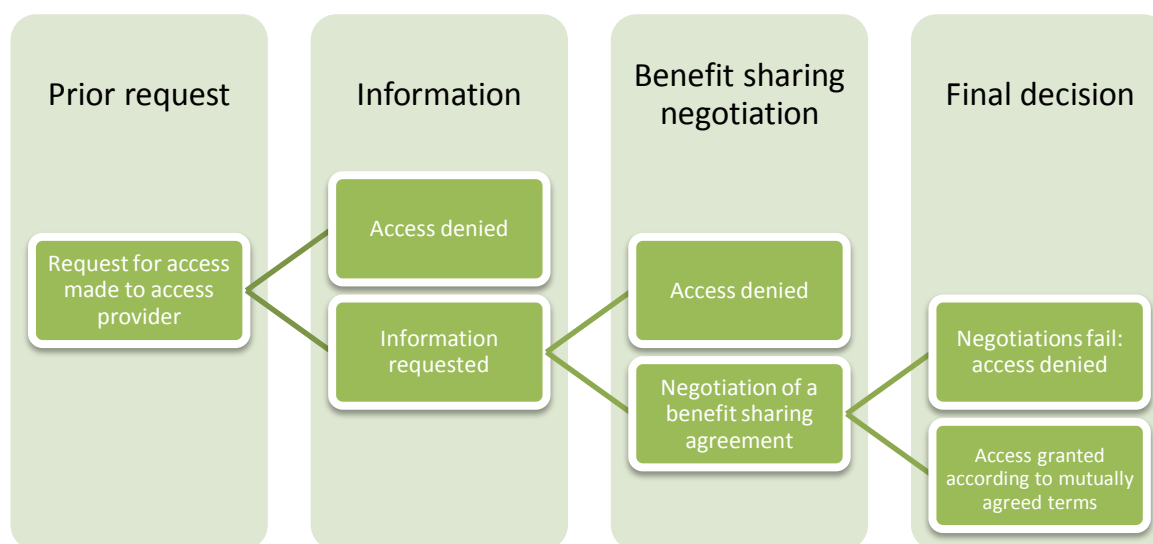 Prior request
Information
Benefit sharing
negotiation
Final decision
Request for access
made to access
provider
Access denied
Information
requested
Access denied
Negotiation of a
benefit sharing
agreement
Negotiations fail:
access denied
Access granted
according to mutually
agreed terms